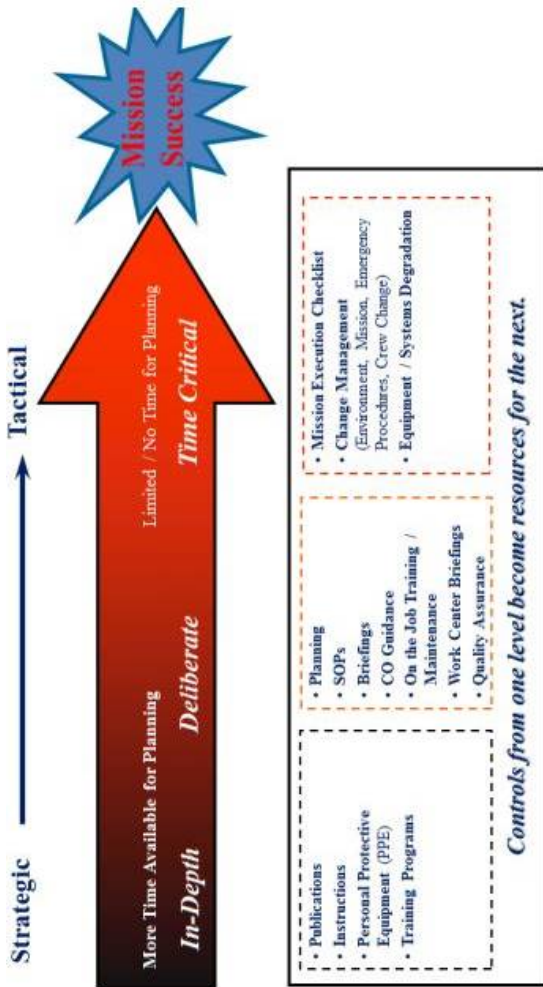 Strategic
Tactical
More Time Available for Planning
Limited / No Time for Planning
In-Depth
Deliberate
Time Critical
Mission
Success
• Publications
• Instructions
• Personal Protective
Equipment (PPE)
• Training Programs
• Planning
• SOPs
• Briefings
• CO Guidance
• On the Job Training /
Maintenance
• Work Center Briefings
• Quality Assurance
• Mission Execution Checklist
• Change Management
(Environment, Mission, Emergency
Procedures, Crew Change)
• Equipment / Systems Degradation
Controls from one level become resources for the next.